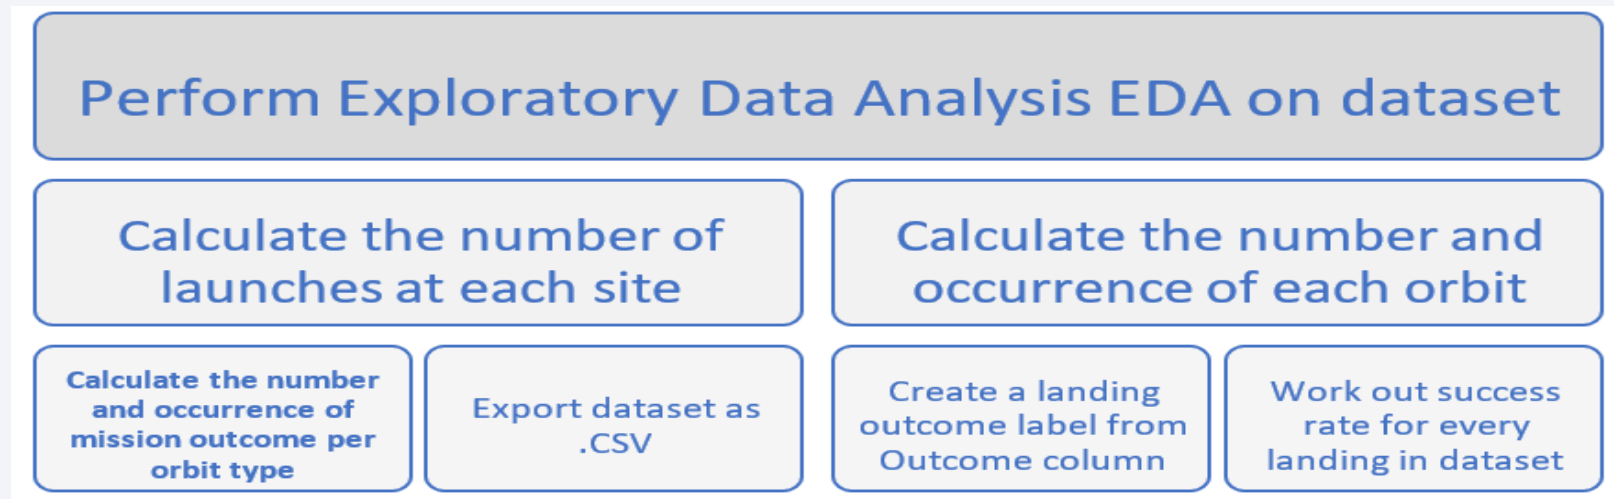 Perform Exploratory Data Analysis EDA on dataset
Calculate the number of
launches at each site
Calculate the number and
occurrence of each orbit
Calculate the number
and occurrence of
mission outcome per
orbit type
Export dataset as
.CSV
Create a landing
outcome label from
Outcome column
Work out success
rate for every
landing in dataset